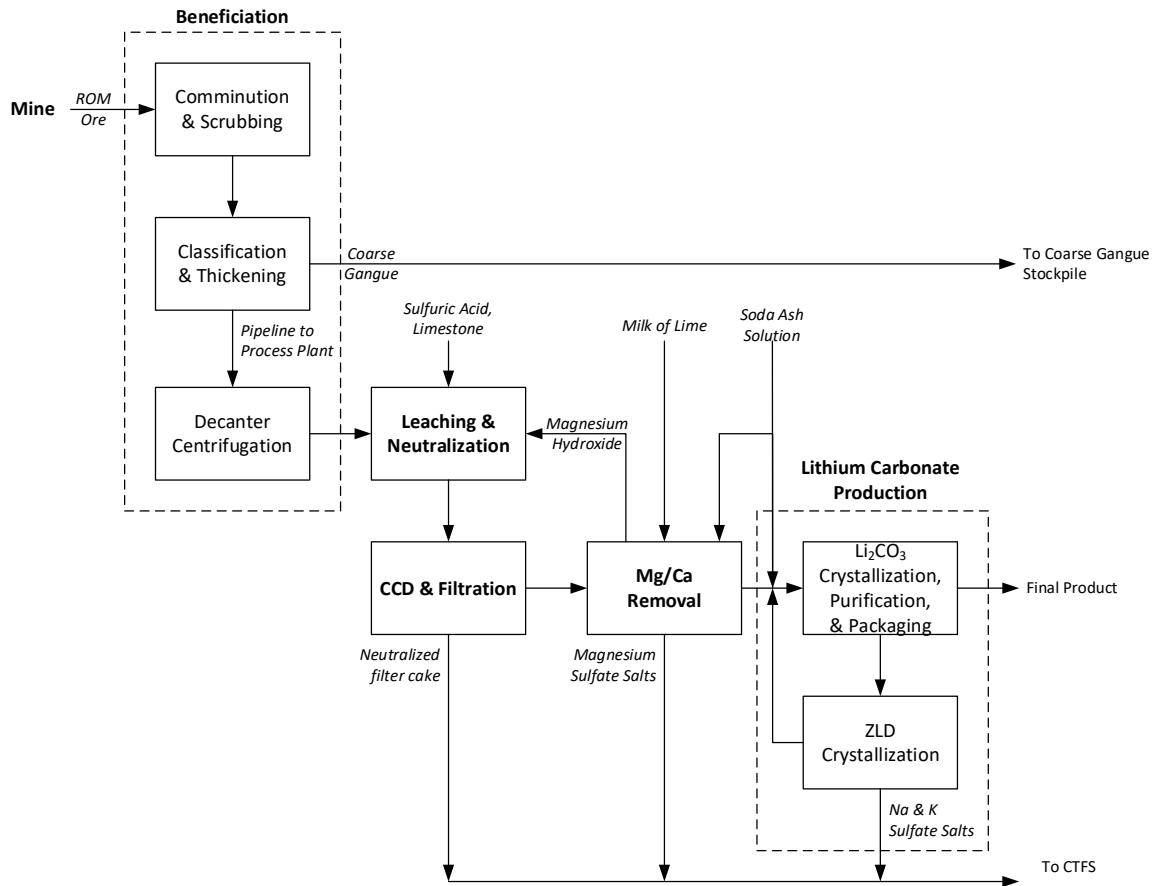 Beneficiation
Mine
ROM
Ore
Comminution
& Scrubbing
Classification
& Thickening
Coarse
Gangue
To Coarse Gangue
Stockpile
Pipeline to
Process Plant
Sulfuric Acid,
Limestone
Milk of Lime
Soda Ash
Solution
Decanter
Centrifugation
Leaching &
Neutralization
Magnesium
Hydroxide
Lithium Carbonate
Production
CCD & Filtration
Mg/Ca
Removal
Li₂CO₃
Crystallization,
Purification,
& Packaging
Final Product
Neutralized
filter cake
Magnesium
Sulfate Salts
ZLD
Crystallization
Na & K
Sulfate Salts
To CTFS